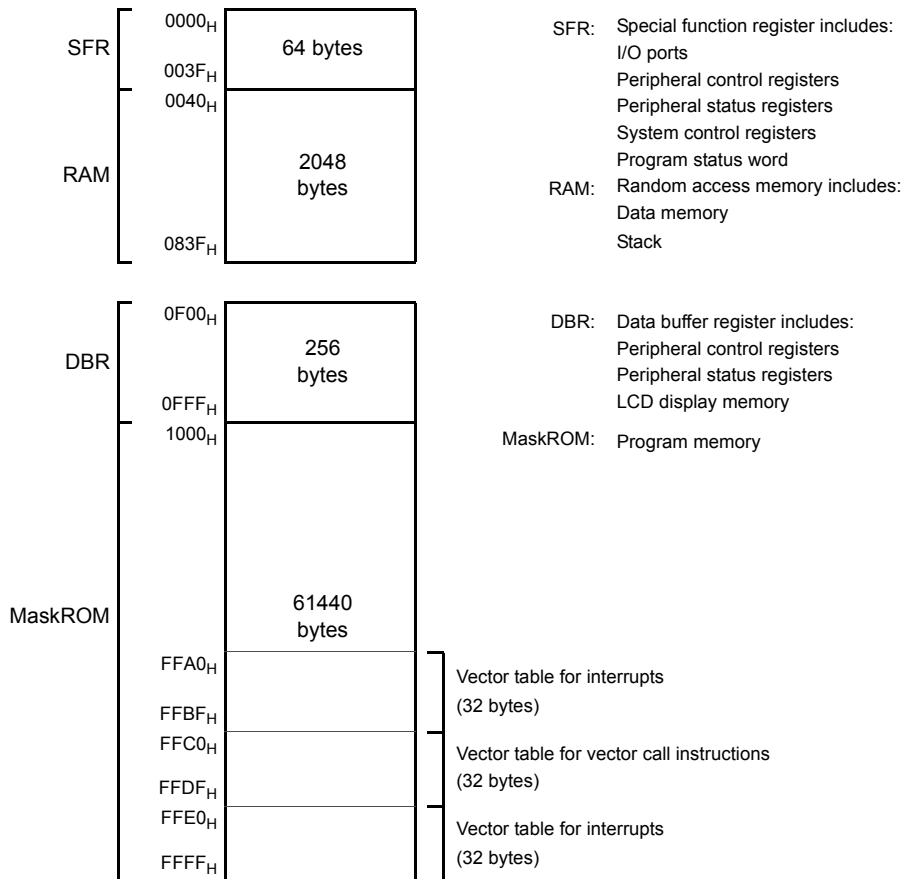 SFR
0000H
64 bytes
003FH
RAM
0040H
2048
bytes
083FH
DBR
0F00H
256
bytes
0FFFH
MaskROM
1000H
61440
bytes
FFA0H
FFBFH
Vector table for interrupts
(32 bytes)
FFC0H
FFDFH
Vector table for vector call instructions
(32 bytes)
FFE0H
FFFFH
Vector table for interrupts
(32 bytes)
SFR: Special function register includes:
I/O ports
Peripheral control registers
Peripheral status registers
System control registers
Program status word
RAM: Random access memory includes:
Data memory
Stack
DBR: Data buffer register includes:
Peripheral control registers
Peripheral status registers
LCD display memory
MaskROM: Program memory